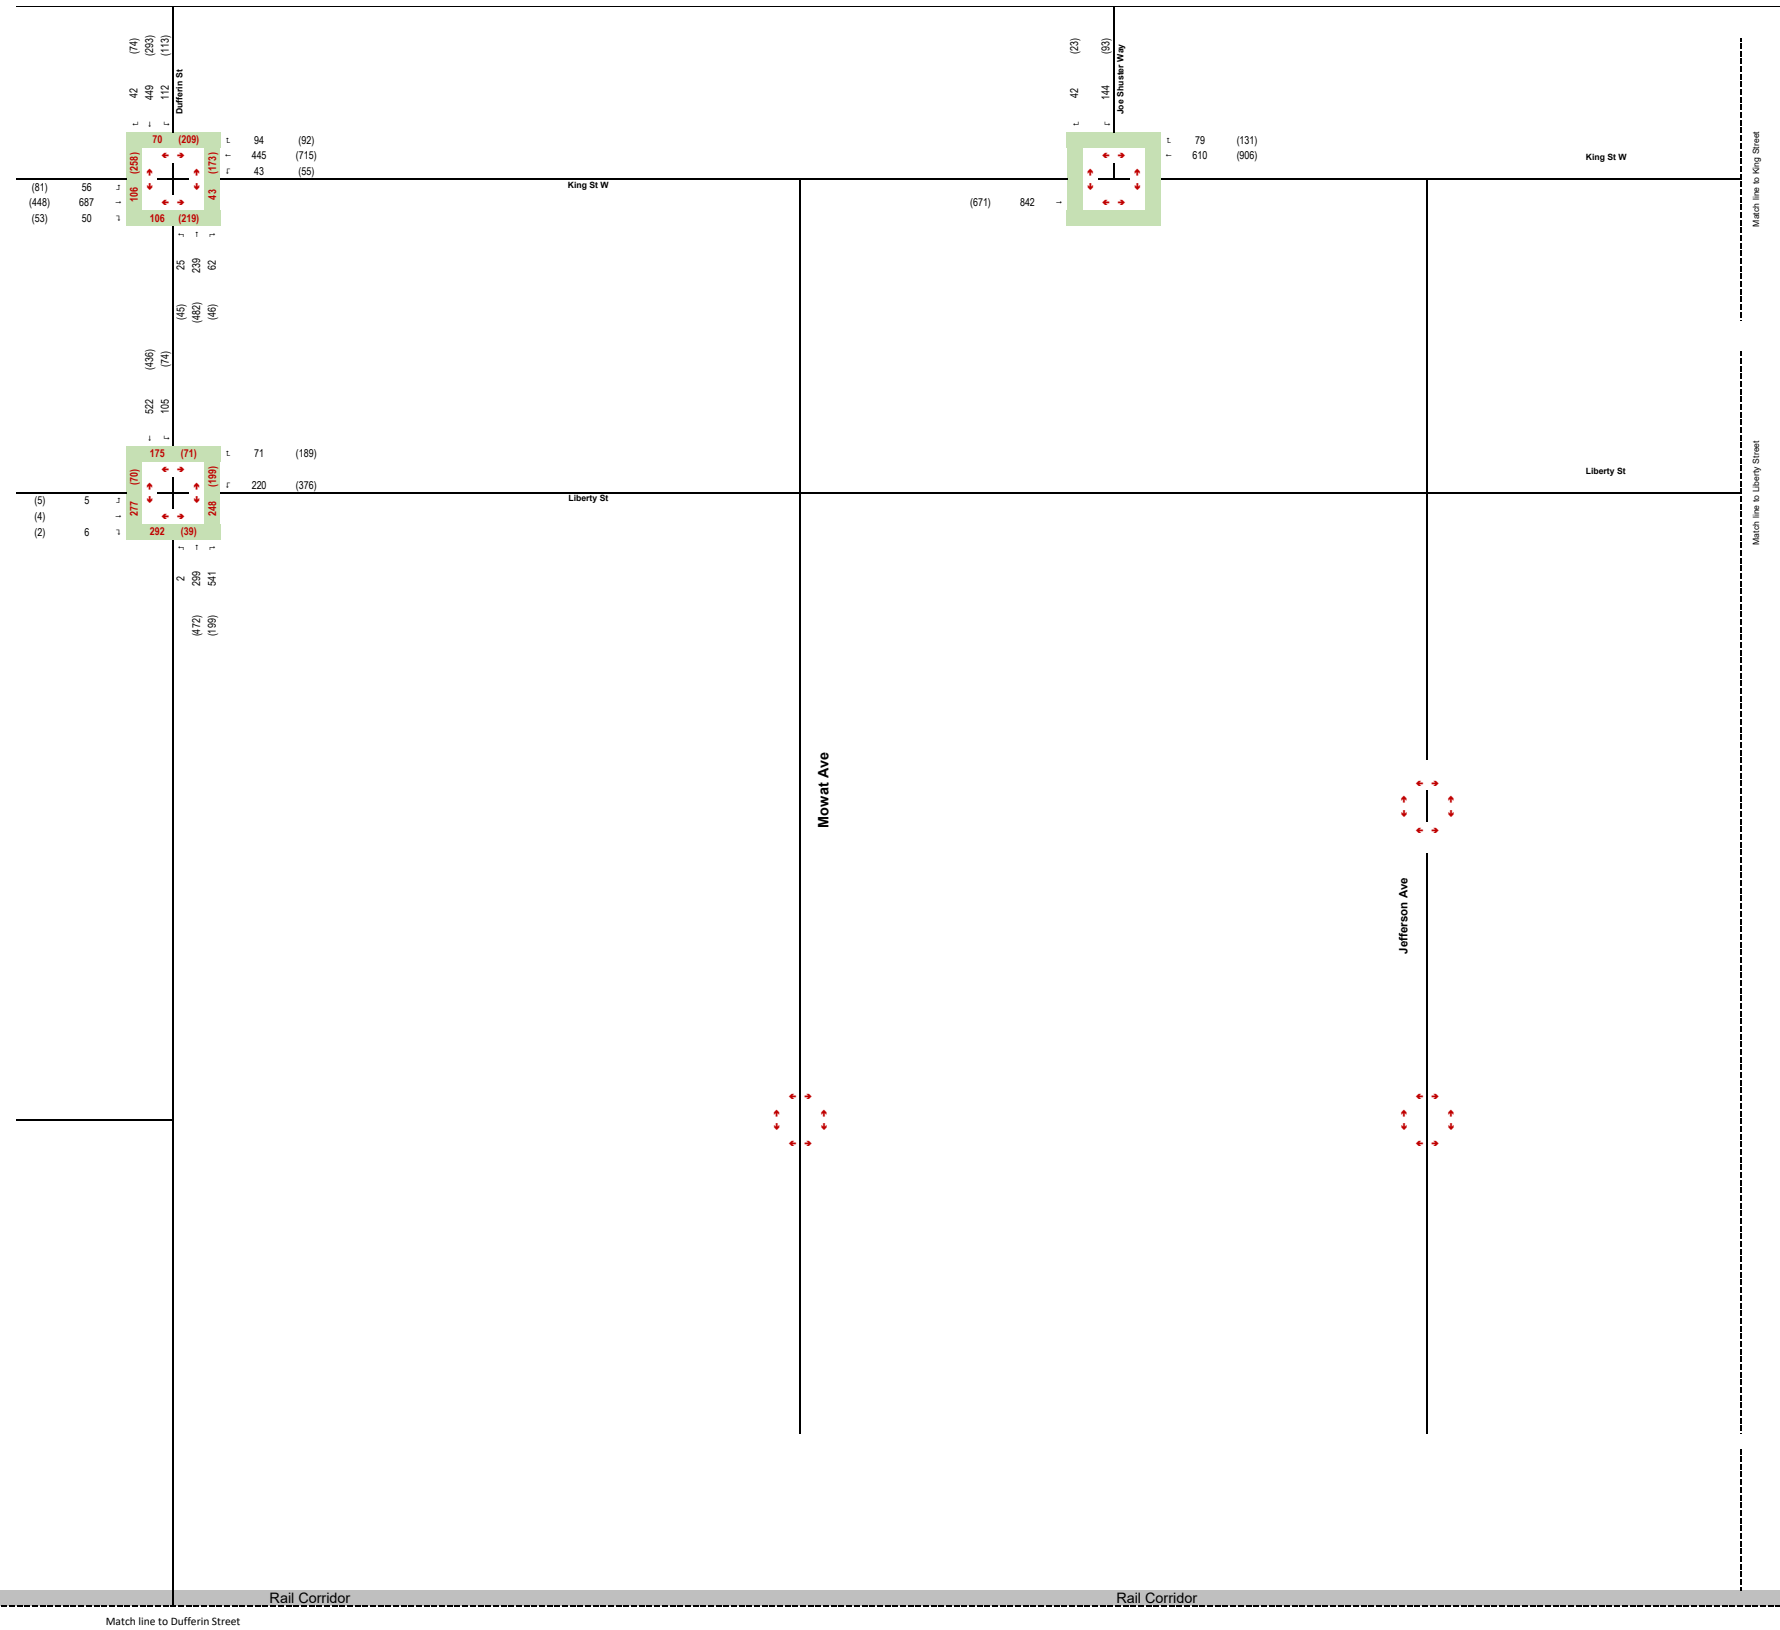 (74) (293) (113)
42 449 112
Dufferin St
(23) (93)
42 144
Joe Shuster Way
70 (209)
94 (92)
445 (715)
43 (55)
106 (258)
43 (173)
106 (219)
(81) 56
(448) 687
(53) 50
King St W
(671) 842
79 (131)
610 (906)
King St W
Match line to King Street
25 239 62
(45) (482) (46)
(436) (74)
522 105
175 (71)
71 (189)
220 (376)
277 (70)
248 (199)
292 (39)
(5) 5
(4)
(2) 6
Liberty St
Liberty St
Match line to Liberty Street
2 299 541
(472) (199)
Mowat Ave
Jefferson Ave
Rail Corridor
Rail Corridor
Match line to Dufferin Street